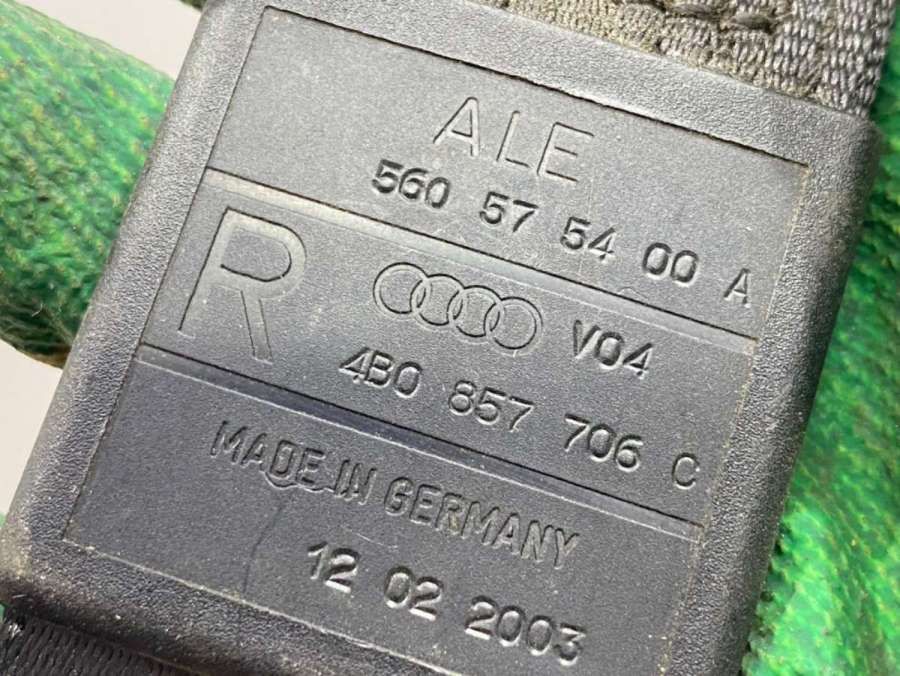 ALE
560 57 54 00 A
R V04
4B0 857 706 C
MADE IN GERMANY
12 02 2003